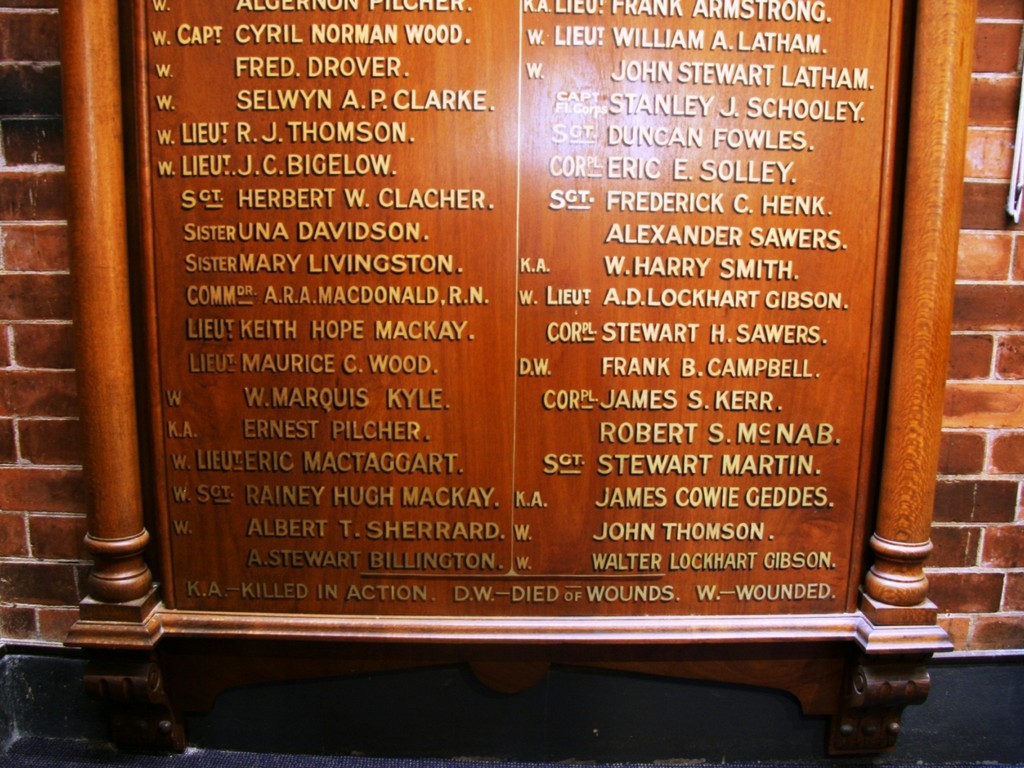 W. ALGERNON PILCHER.
W. CAPT CYRIL NORMAN WOOD.
W. FRED. DROVER.
W. SELWYN A.P. CLARKE.
W. LIEUT R. J. THOMSON.
W. LIEUT. J.C. BIGELOW.
SGT. HERBERT W. CLACHER.
SISTER UNA DAVIDSON.
SISTER MARY LIVINGSTON.
COMMDR. A.R.A. MACDONALD, R.N.
LIEUT KEITH HOPE MACKAY.
LIEUT MAURICE C. WOOD.
W W. MARQUIS KYLE.
K.A. ERNEST PILCHER.
W. LIEUT ERIC MACTAGGART.
W. SGT. RAINEY HUGH MACKAY.
W. ALBERT T. SHERRARD.
A. STEWART BILLINGTON.
K.A. LIEUT FRANK ARMSTRONG.
W. LIEUT WILLIAM A. LATHAM.
W. JOHN STEWART LATHAM.
CAPT Fl. Corps STANLEY J. SCHOOLEY.
SGT. DUNCAN FOWLES.
CORPL. ERIC E. SOLLEY.
SGT. FREDERICK C. HENK.
ALEXANDER SAWERS.
K.A. W. HARRY SMITH.
W. LIEUT A.D. LOCKHART GIBSON.
CORPL. STEWART H. SAWERS.
D.W. FRANK B. CAMPBELL.
CORPL. JAMES S. KERR.
ROBERT S. McNAB.
SGT. STEWART MARTIN.
K.A. JAMES COWIE GEDDES.
W. JOHN THOMSON.
W. WALTER LOCKHART GIBSON.
K.A.—KILLED IN ACTION. D.W.—DIED OF WOUNDS. W.—WOUNDED.